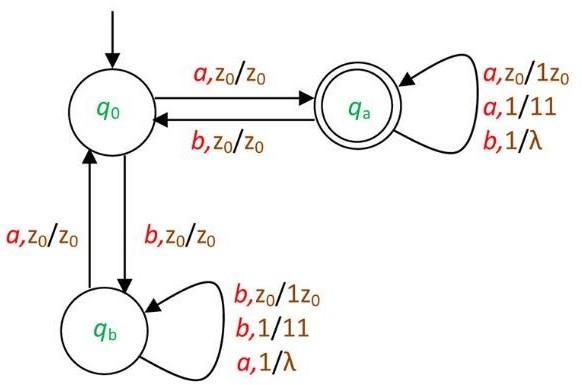 a,z₀/z₀
q₀
qₐ
a,z₀/1z₀
a,1/11
b,1/λ
b,z₀/z₀
a,z₀/z₀
b,z₀/z₀
q_b
b,z₀/1z₀
b,1/11
a,1/λ